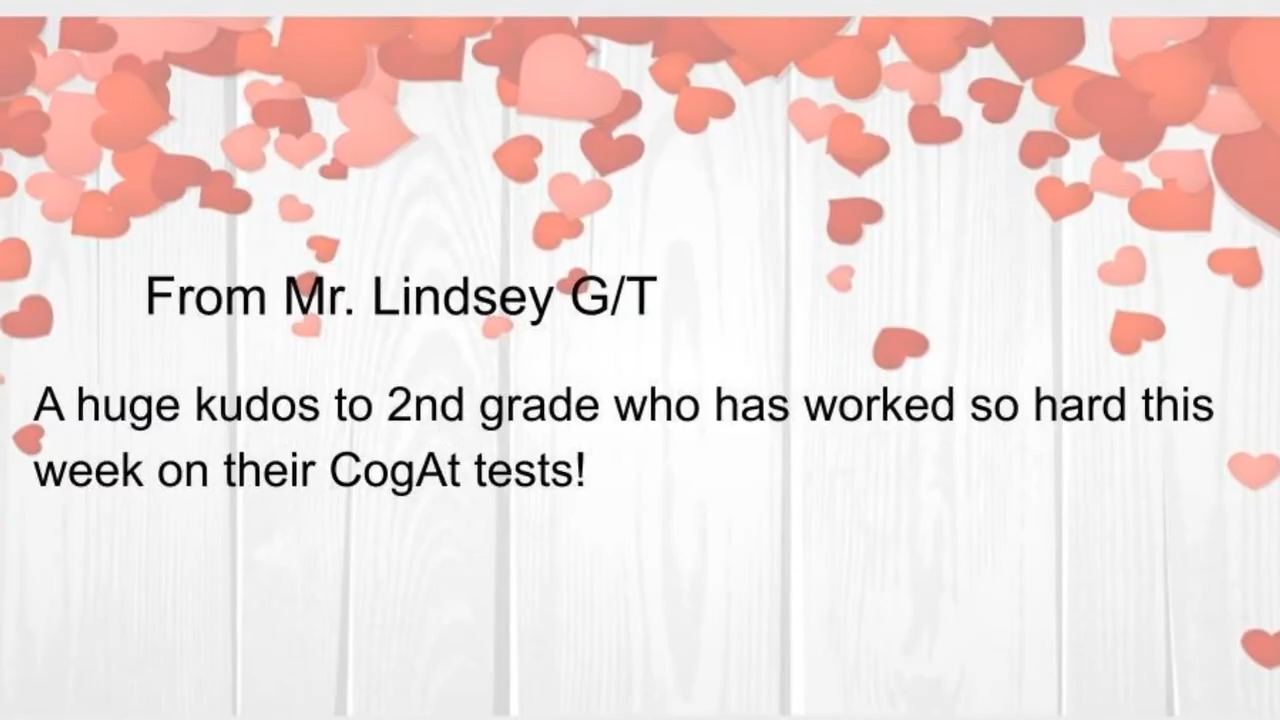 From Mr. Lindsey G/T
A huge kudos to 2nd grade who has worked so hard this
week on their CogAt tests!